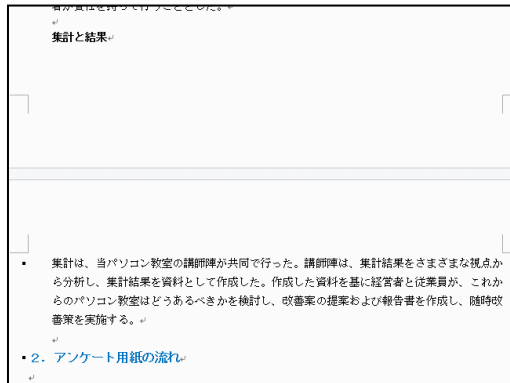 者が責任を持って行うこととした。
集計と結果
集計は、当パソコン教室の講師陣が共同で行った。講師陣は、集計結果をさまざまな視点か
ら分析し、集計結果を資料として作成した。作成した資料を基に経営者と従業員が、これか
らのパソコン教室はどうあるべきかを検討し、改善案の提案および報告書を作成し、随時改
善策を実施する。
2．アンケート用紙の流れ